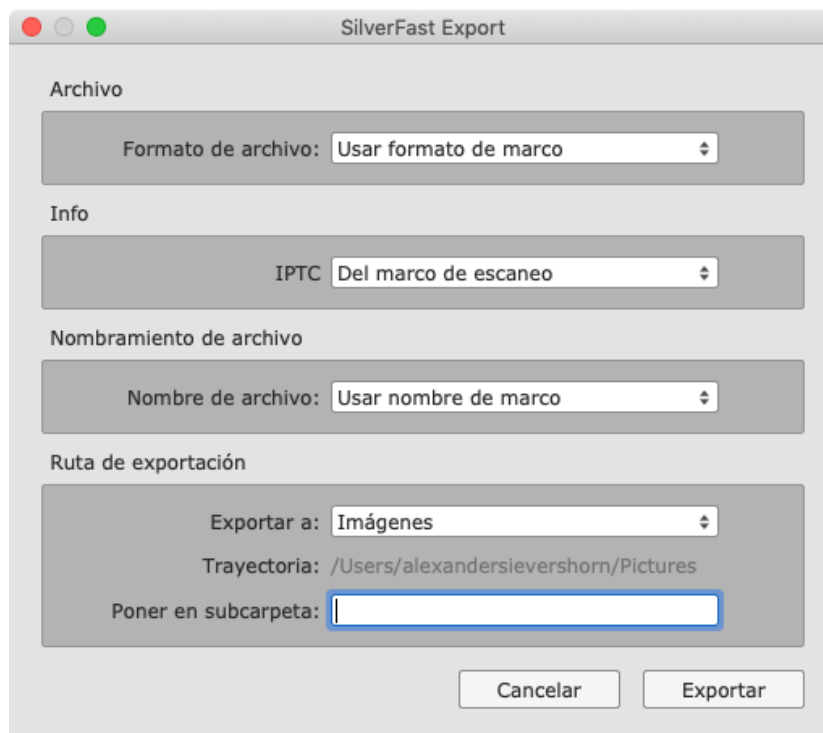 SilverFast Export
Archivo
Formato de archivo: Usar formato de marco
Info
IPTC Del marco de escaneo
Nombramiento de archivo
Nombre de archivo: Usar nombre de marco
Ruta de exportación
Exportar a: Imágenes
Trayectoria: /Users/alexandersievershorn/Pictures
Poner en subcarpeta:
Cancelar Exportar